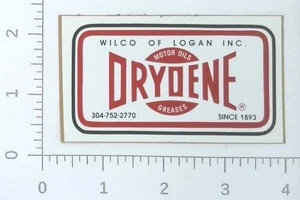 WILCO OF LOGAN INC.
MOTOR OILS
DRYDENE ®
GREASES
304-752-2770
SINCE 1893
2
1
0
0 1 2 3 4